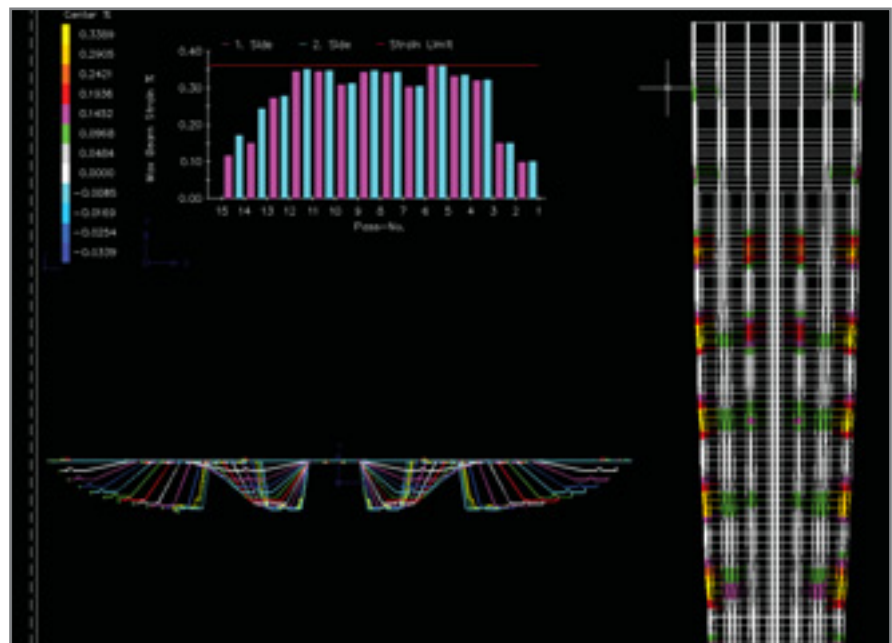 Center %
0.3389
0.2905
0.2421
0.1936
0.1452
0.0968
0.0484
0.0000
-0.0085
-0.0169
-0.0254
-0.0339
1. Side
2. Side
Strain Limit
Max Beam Strain %
0.40
0.30
0.20
0.10
0.00
15 14 13 12 11 10 9 8 7 6 5 4 3 2 1
Pass-No.